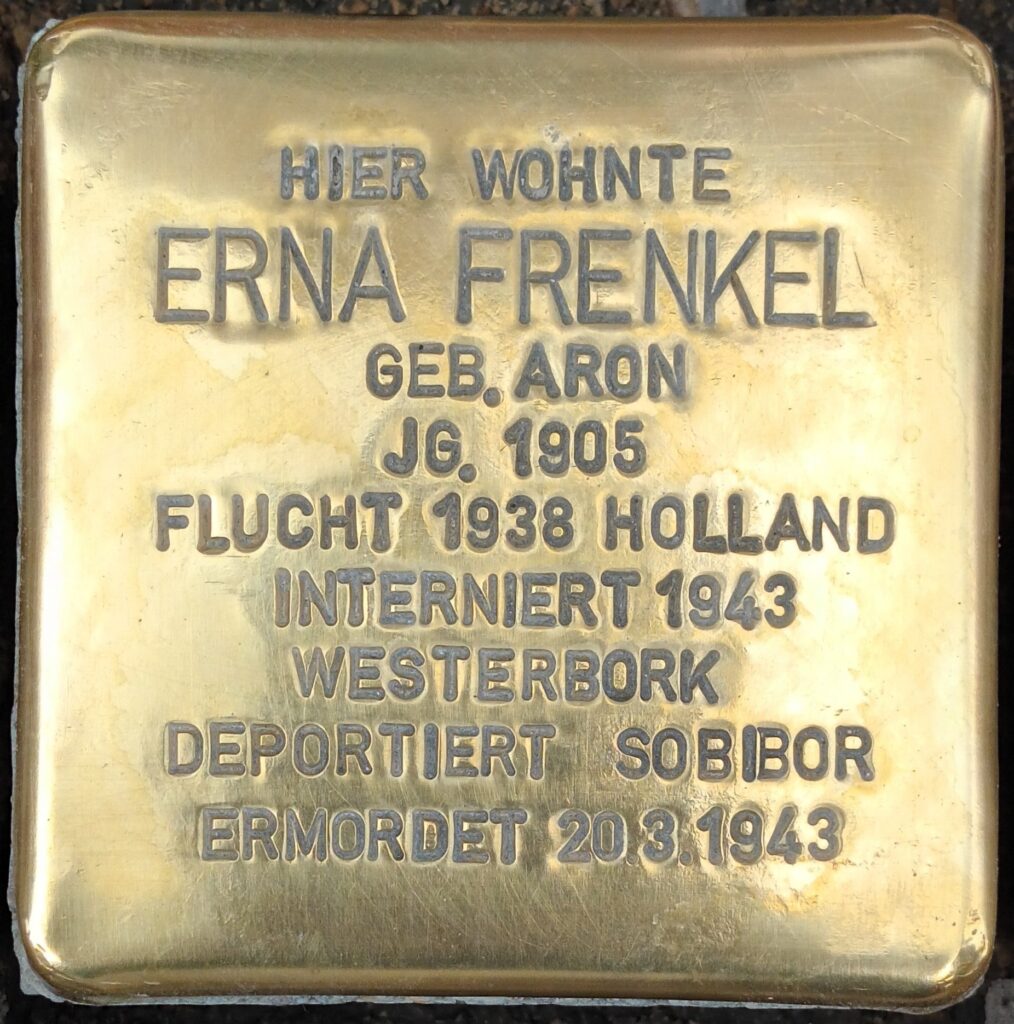 HIER WOHNTE
ERNA FRENKEL
GEB. ARON
JG. 1905
FLUCHT 1938 HOLLAND
INTERNIERT 1943
WESTERBORK
DEPORTIERT SOBIBOR
ERMORDET 20.3.1943